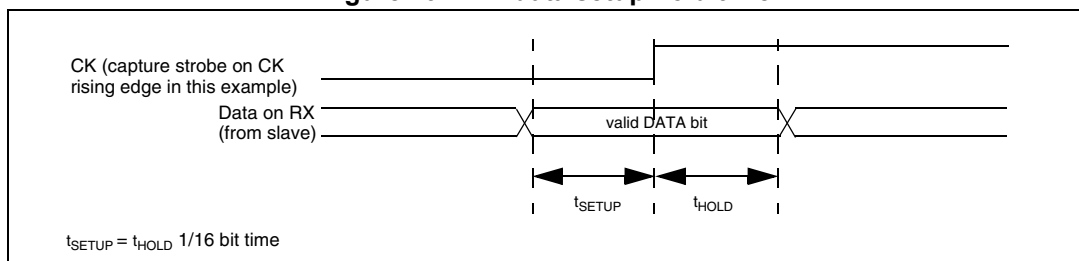 CK (capture strobe on CK
rising edge in this example)
Data on RX
(from slave)
valid DATA bit
tSETUP
tHOLD
tSETUP = tHOLD 1/16 bit time